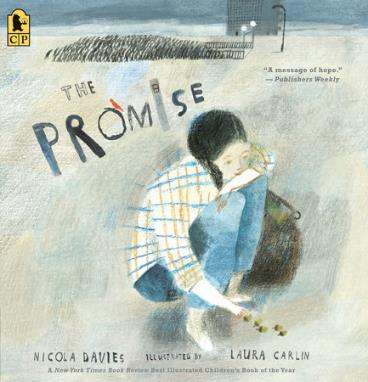 CP
THE
PROMISE
"A message of hope."
— Publishers Weekly
NICOLA DAVIES ILLUSTRATED BY LAURA CARLIN
A New York Times Book Review Best Illustrated Children's Book of the Year